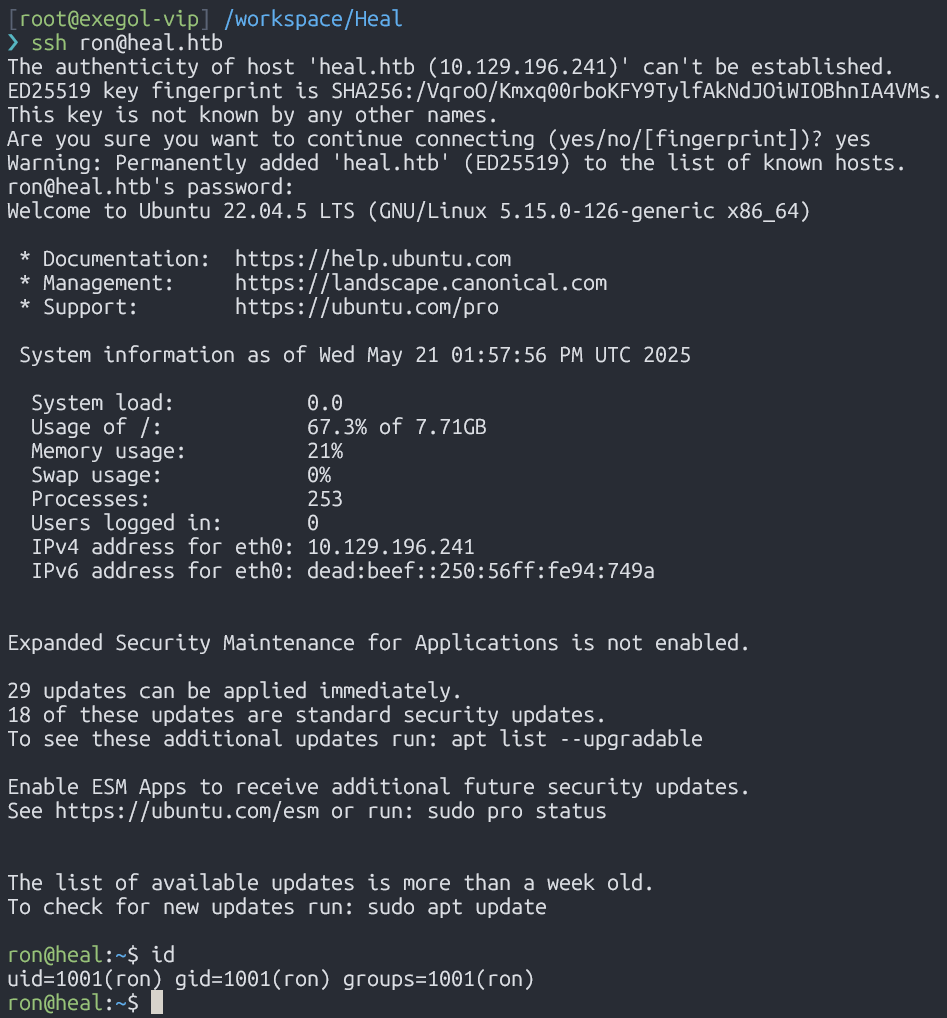 [root@exegol-vip] /workspace/Heal
❯ ssh ron@heal.htb
The authenticity of host 'heal.htb (10.129.196.241)' can't be established.
ED25519 key fingerprint is SHA256:/VqroO/Kmxq00rboKFY9TylfAkNdJOiWIOBhnIA4VMs.
This key is not known by any other names.
Are you sure you want to continue connecting (yes/no/[fingerprint])? yes
Warning: Permanently added 'heal.htb' (ED25519) to the list of known hosts.
ron@heal.htb's password:
Welcome to Ubuntu 22.04.5 LTS (GNU/Linux 5.15.0-126-generic x86_64)

 * Documentation:  https://help.ubuntu.com
 * Management:     https://landscape.canonical.com
 * Support:        https://ubuntu.com/pro

 System information as of Wed May 21 01:57:56 PM UTC 2025

  System load:           0.0
  Usage of /:            67.3% of 7.71GB
  Memory usage:          21%
  Swap usage:            0%
  Processes:             253
  Users logged in:       0
  IPv4 address for eth0: 10.129.196.241
  IPv6 address for eth0: dead:beef::250:56ff:fe94:749a


Expanded Security Maintenance for Applications is not enabled.

29 updates can be applied immediately.
18 of these updates are standard security updates.
To see these additional updates run: apt list --upgradable

Enable ESM Apps to receive additional future security updates.
See https://ubuntu.com/esm or run: sudo pro status


The list of available updates is more than a week old.
To check for new updates run: sudo apt update

ron@heal:~$ id
uid=1001(ron) gid=1001(ron) groups=1001(ron)
ron@heal:~$